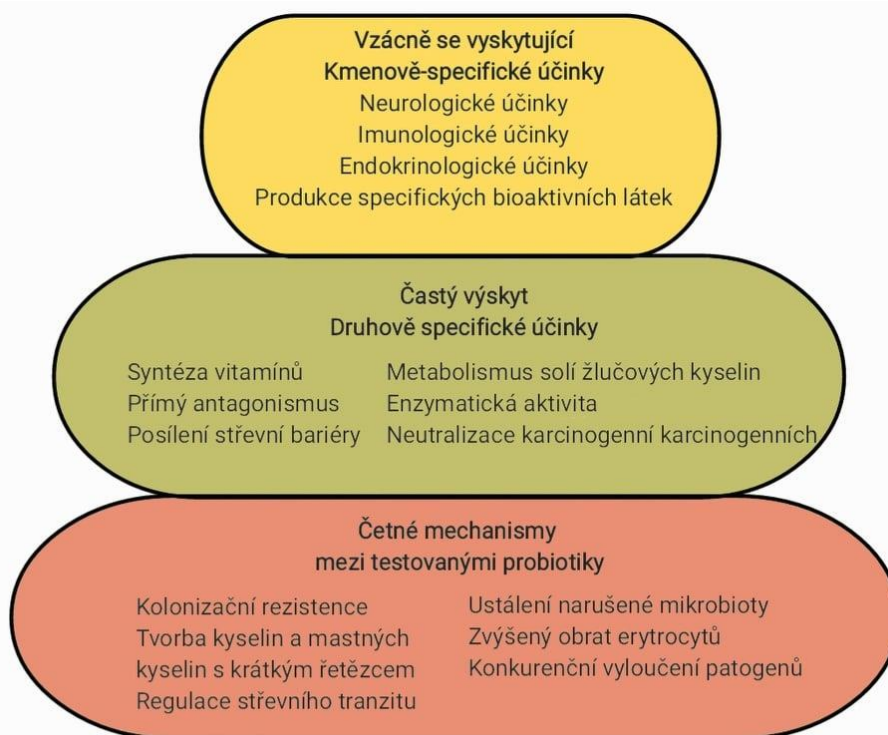 Vzácně se vyskytující
Kmenově-specifické účinky
Neurologické účinky
Imunologické účinky
Endokrinologické účinky
Produkce specifických bioaktivních látek
Častý výskyt
Druhově specifické účinky
Syntéza vitamínů
Přímý antagonismus
Posílení střevní bariéry
Metabolismus solí žlučových kyselin
Enzymatická aktivita
Neutralizace karcinogenní karcinogenních
Četné mechanismy
mezi testovanými probiotiky
Kolonizační rezistence
Tvorba kyselin a mastných
kyselin s krátkým řetězcem
Regulace střevního tranzitu
Ustálení narušené mikrobioty
Zvýšený obrat erytrocytů
Konkurenční vyloučení patogenů